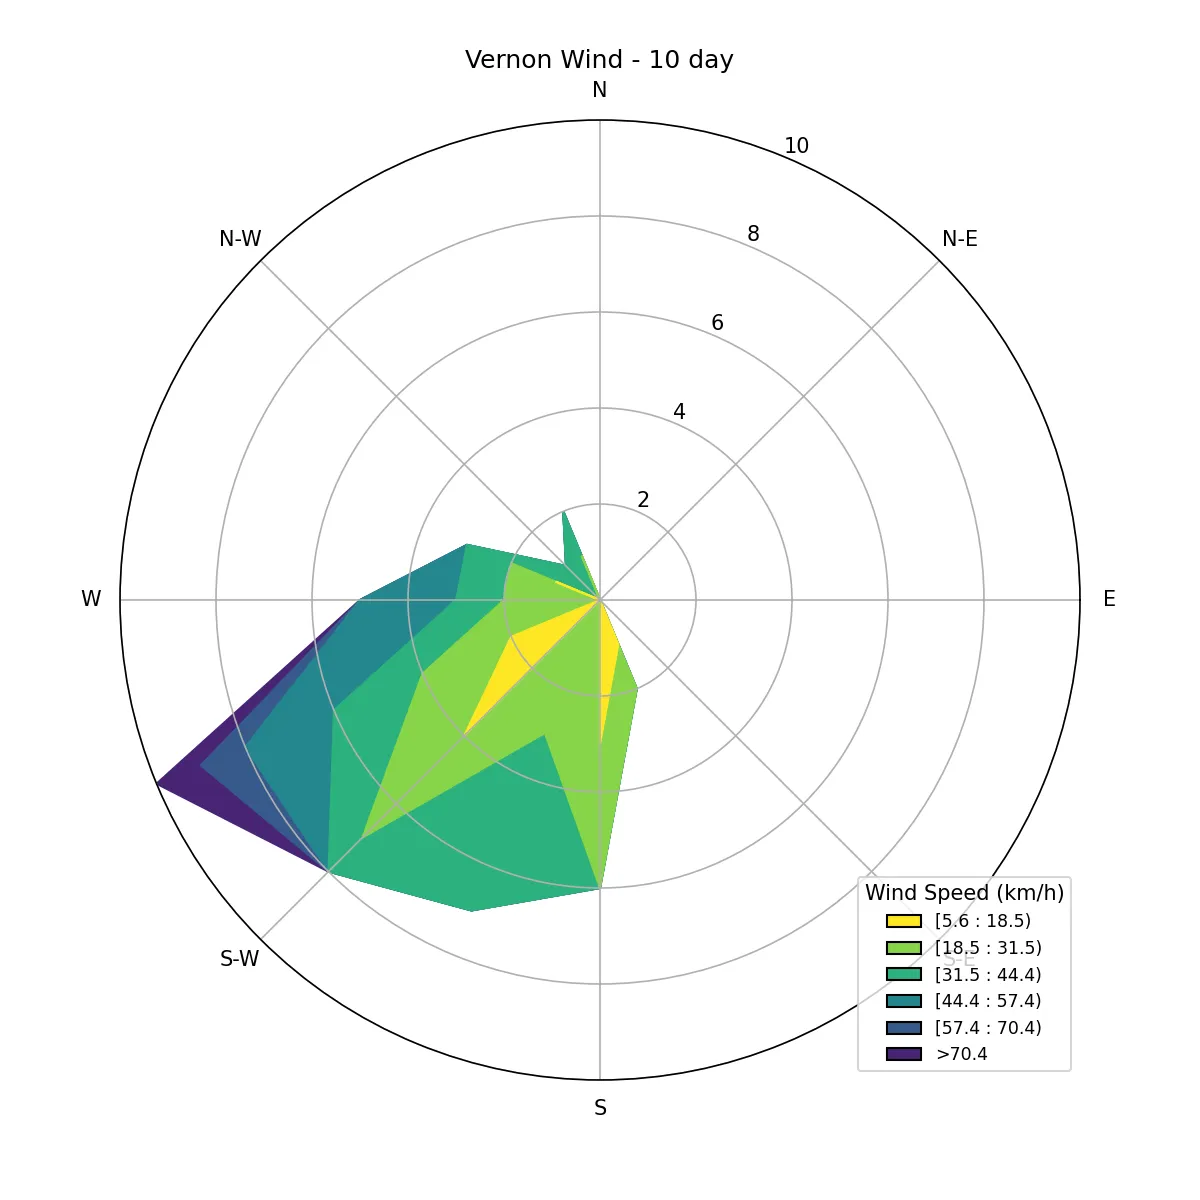 Vernon Wind - 10 day
N
10
N-W
N-E
8
6
4
2
W
E
Wind Speed (km/h)
[5.6 : 18.5)
[18.5 : 31.5)
S-W
S-E
[31.5 : 44.4)
[44.4 : 57.4)
[57.4 : 70.4)
>70.4
S